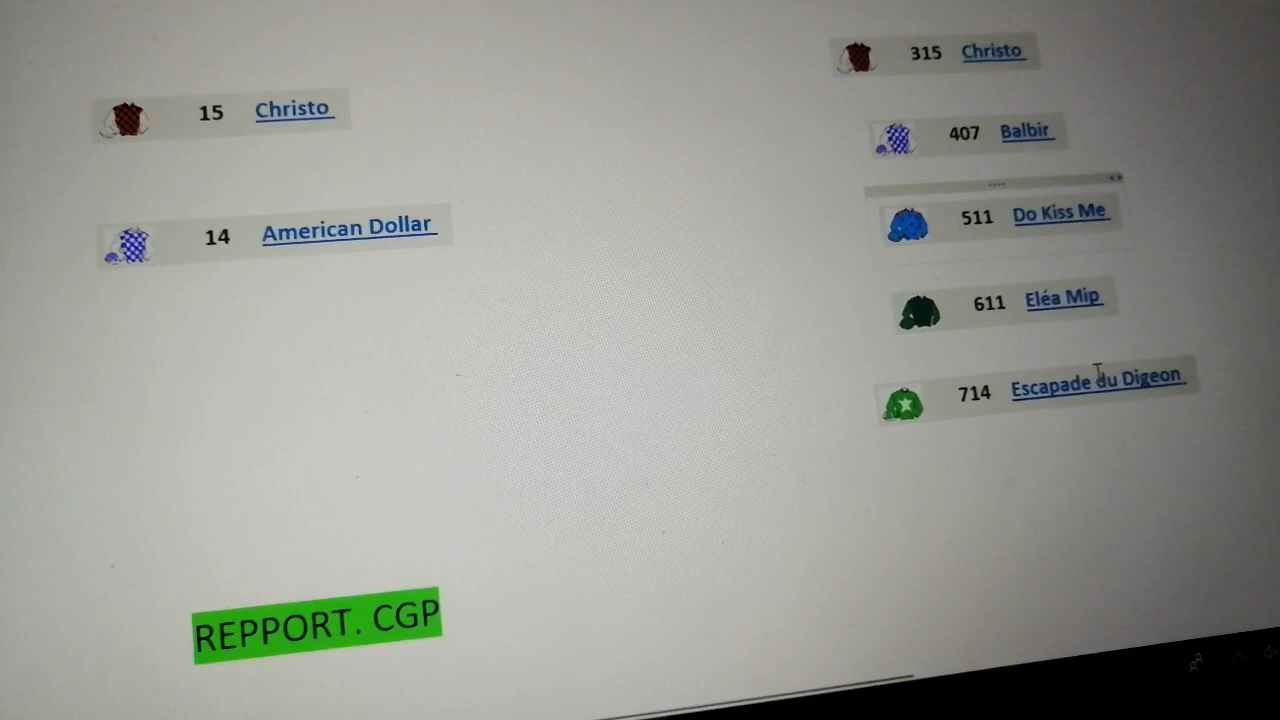 15 Christo
14 American Dollar
315 Christo
407 Balbir
511 Do Kiss Me
611 Eléa Mip
714 Escapade du Digeon
REPPORT. CGP